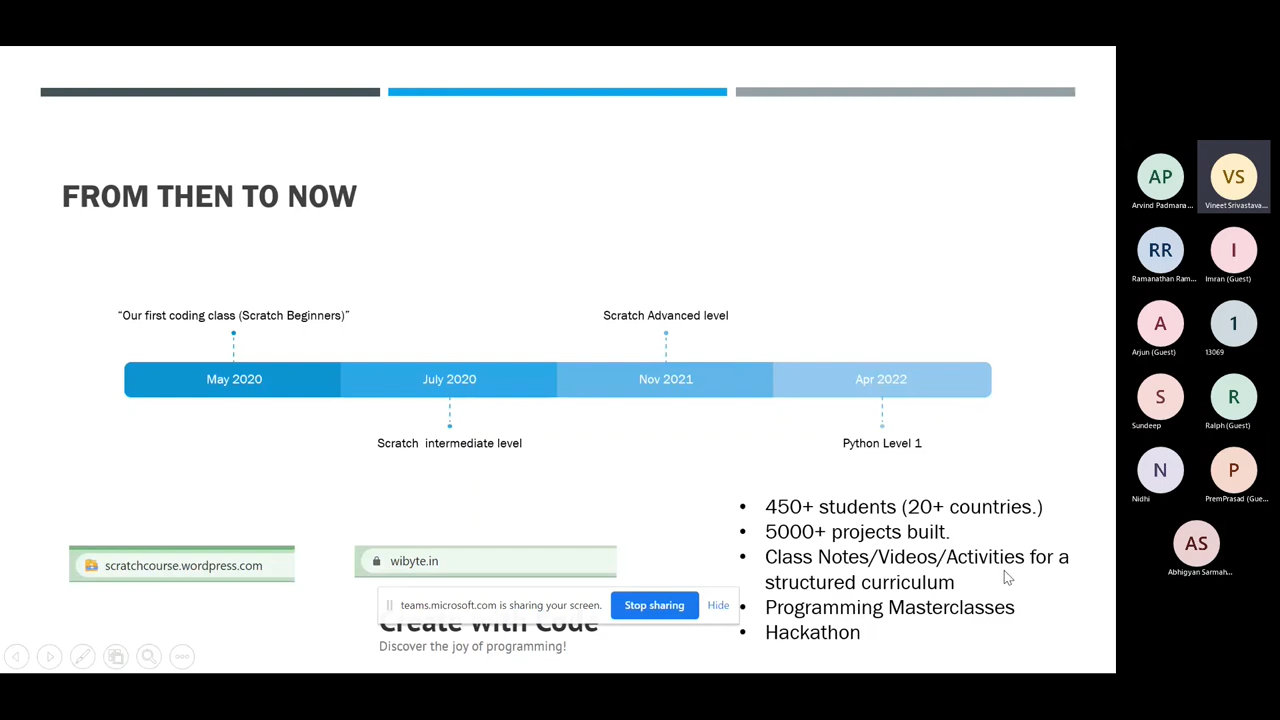 FROM THEN TO NOW
“Our first coding class (Scratch Beginners)”
Scratch Advanced level
May 2020
July 2020
Nov 2021
Apr 2022
Scratch intermediate level
Python Level 1
• 450+ students (20+ countries.)
• 5000+ projects built.
• Class Notes/Videos/Activities for a
structured curriculum
• Programming Masterclasses
• Hackathon
scratchcourse.wordpress.com
wibyte.in
teams.microsoft.com is sharing your screen.
Stop sharing
Hide
Create with Code
Discover the joy of programming!
AP
Arvind Padmana...
VS
Vineet Srivastava...
RR
Ramanathan Ram...
I
Imran (Guest)
A
Arjun (Guest)
1
13069
S
Sundeep
R
Ralph (Guest)
N
Nidhi
P
PremPrasad (Gue...
AS
Abhigyan Sarmah...